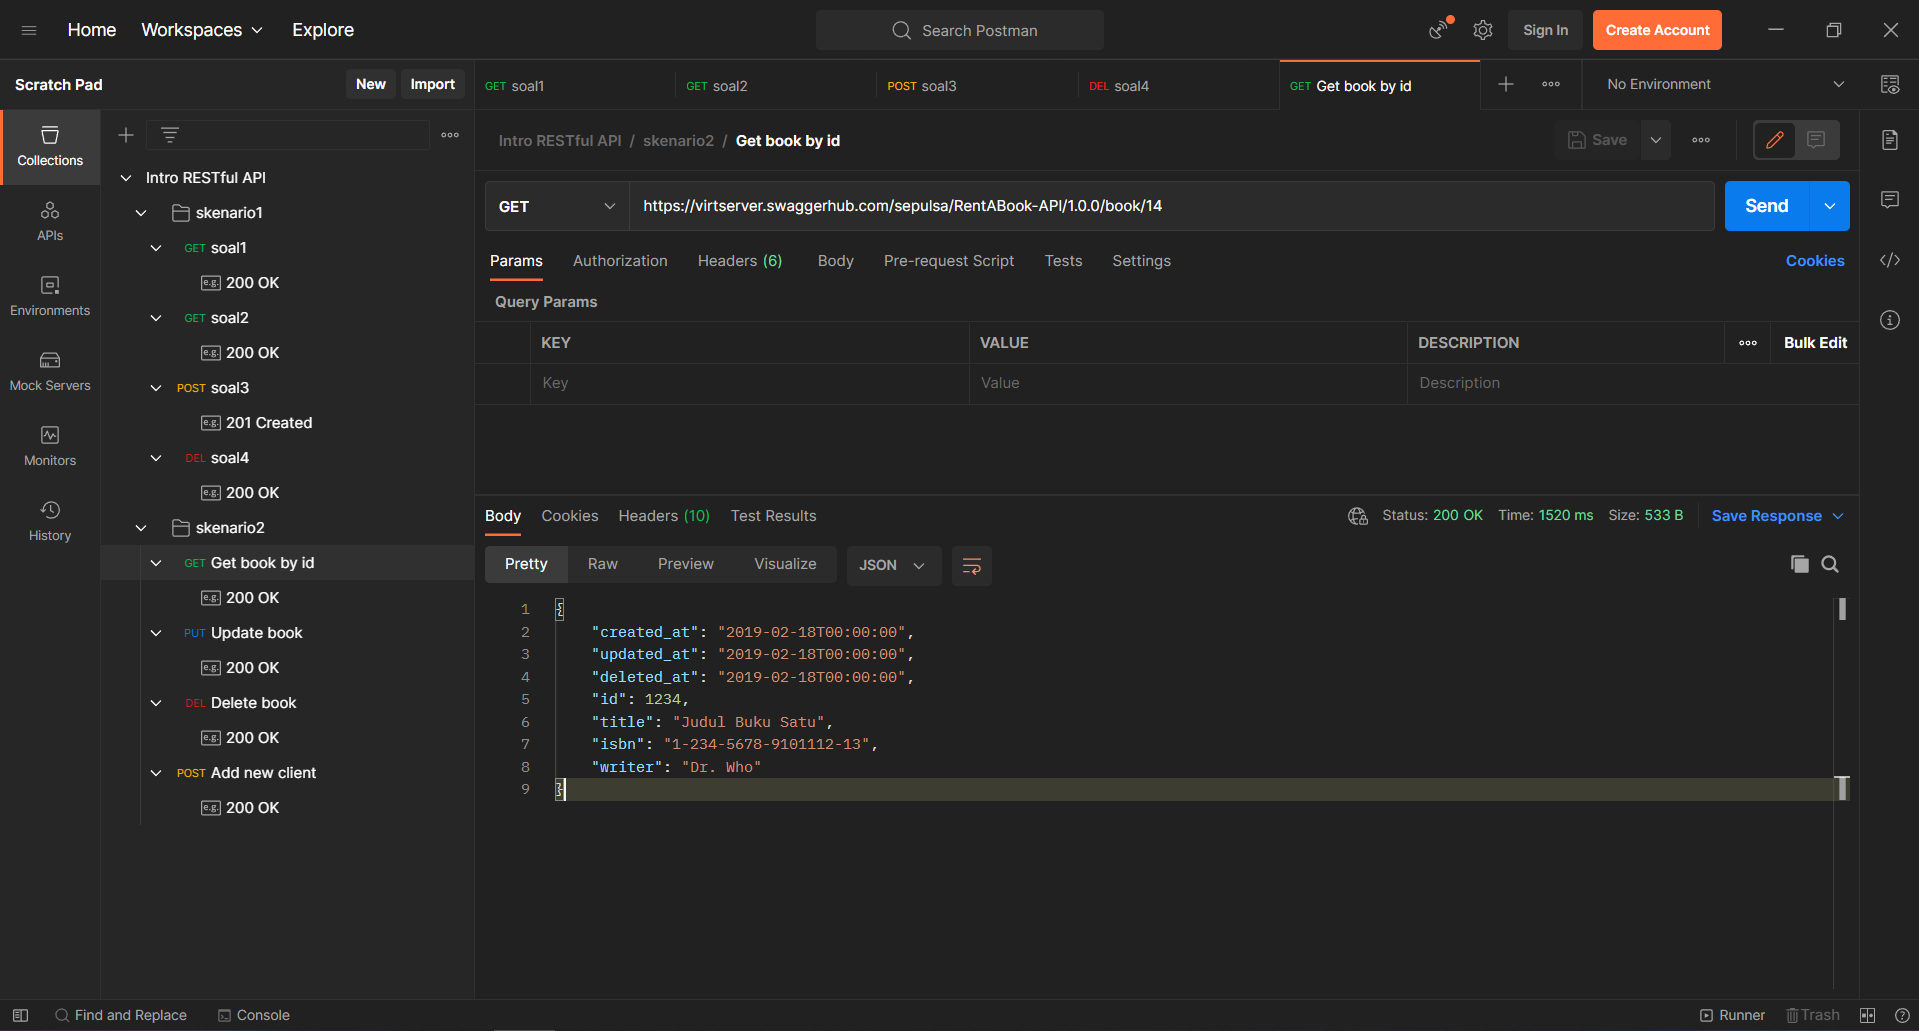 Home Workspaces Explore Search Postman Sign In Create Account
Scratch Pad New Import
GET soal1 GET soal2 POST soal3 DEL soal4 GET Get book by id No Environment
Collections
APIs
Environments
Mock Servers
Monitors
History
Intro RESTful API
skenario1
GET soal1
e.g. 200 OK
GET soal2
e.g. 200 OK
POST soal3
e.g. 201 Created
DEL soal4
e.g. 200 OK
skenario2
GET Get book by id
e.g. 200 OK
PUT Update book
e.g. 200 OK
DEL Delete book
e.g. 200 OK
POST Add new client
e.g. 200 OK
Intro RESTful API / skenario2 / Get book by id Save
GET https://virtserver.swaggerhub.com/sepulsa/RentABook-API/1.0.0/book/14 Send
Params Authorization Headers (6) Body Pre-request Script Tests Settings Cookies
Query Params
KEY VALUE DESCRIPTION Bulk Edit
Key Value Description
Body Cookies Headers (10) Test Results Status: 200 OK Time: 1520 ms Size: 533 B Save Response
Pretty Raw Preview Visualize JSON
1 {
2 "created_at": "2019-02-18T00:00:00",
3 "updated_at": "2019-02-18T00:00:00",
4 "deleted_at": "2019-02-18T00:00:00",
5 "id": 1234,
6 "title": "Judul Buku Satu",
7 "isbn": "1-234-5678-9101112-13",
8 "writer": "Dr. Who"
9 }
Find and Replace Console Runner Trash